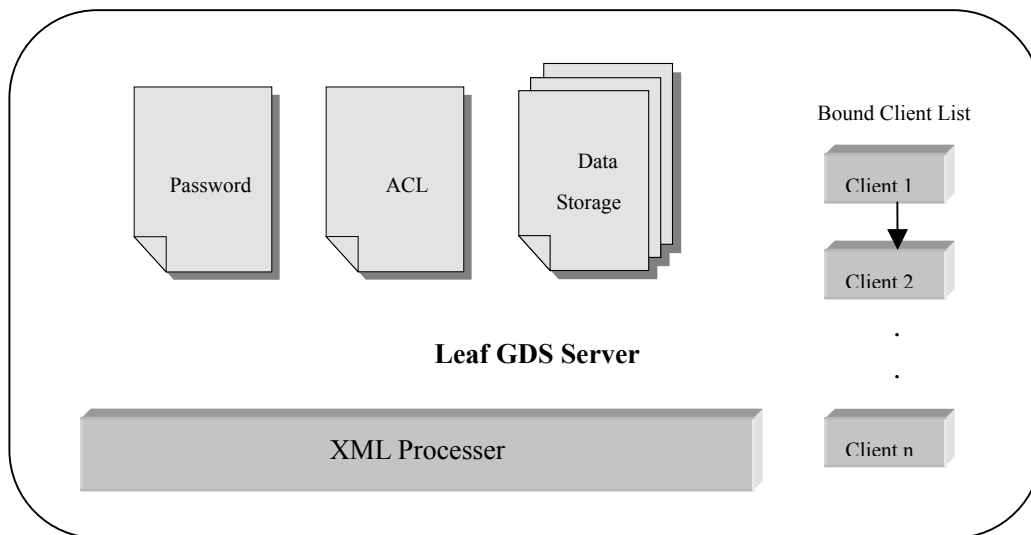 Bound Client List
Password
ACL
Data
Storage
Client 1
Client 2
.
.
Leaf GDS Server
XML Processer
Client n